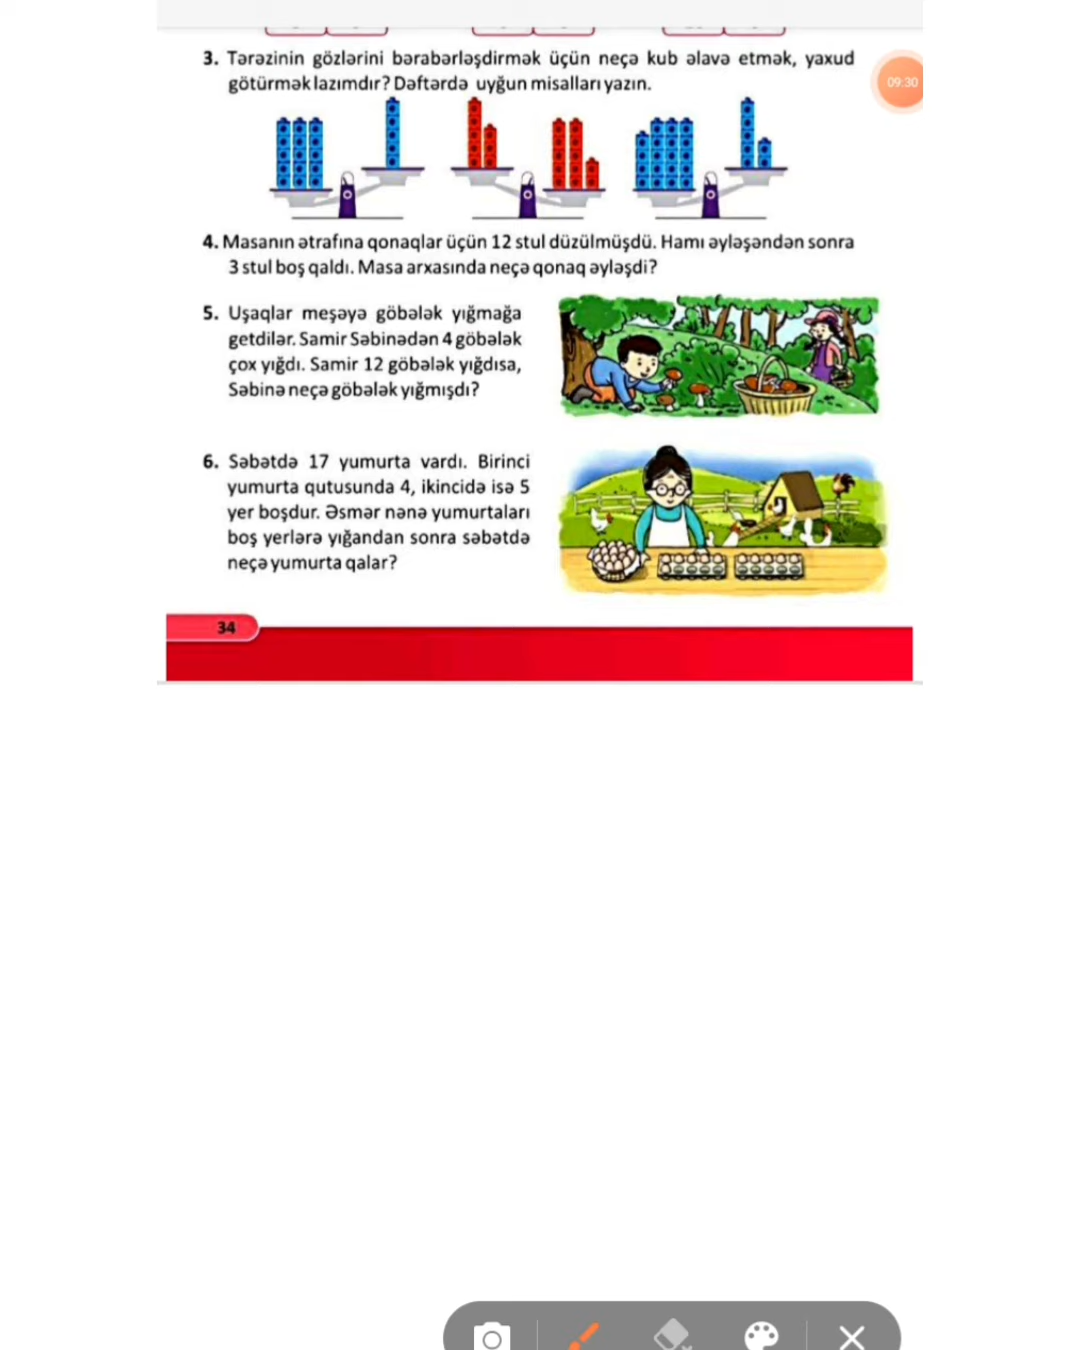 3. Tərəzinin gözlərini bərabərləşdirmək üçün neçə kub əlavə etmək, yaxud
götürmək lazımdır? Dəftərdə uyğun misalları yazın.
09:30
4. Masanın ətrafına qonaqlar üçün 12 stul düzülmüşdü. Hamı əyləşəndən sonra
3 stul boş qaldı. Masa arxasında neçə qonaq əyləşdi?
5. Uşaqlar meşəyə göbələk yığmağa
getdilər. Samir Səbinədən 4 göbələk
çox yığdı. Samir 12 göbələk yığdısa,
Səbinə neçə göbələk yığmışdı?
6. Səbətdə 17 yumurta vardı. Birinci
yumurta qutusunda 4, ikincidə isə 5
yer boşdur. Əsmər nənə yumurtaları
boş yerlərə yığandan sonra səbətdə
neçə yumurta qalar?
34